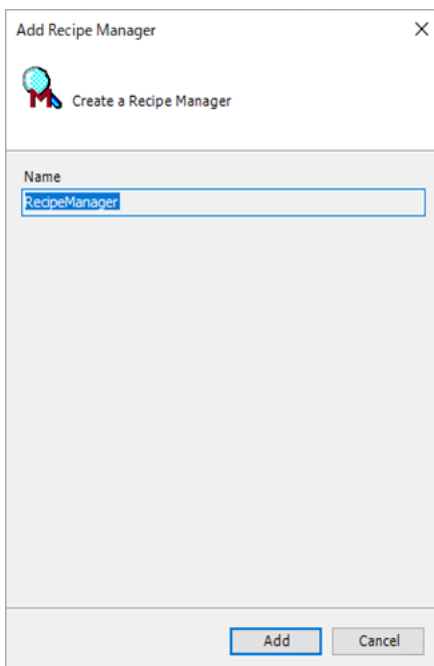 Add Recipe Manager
Create a Recipe Manager
Name
RecipeManager
Add Cancel